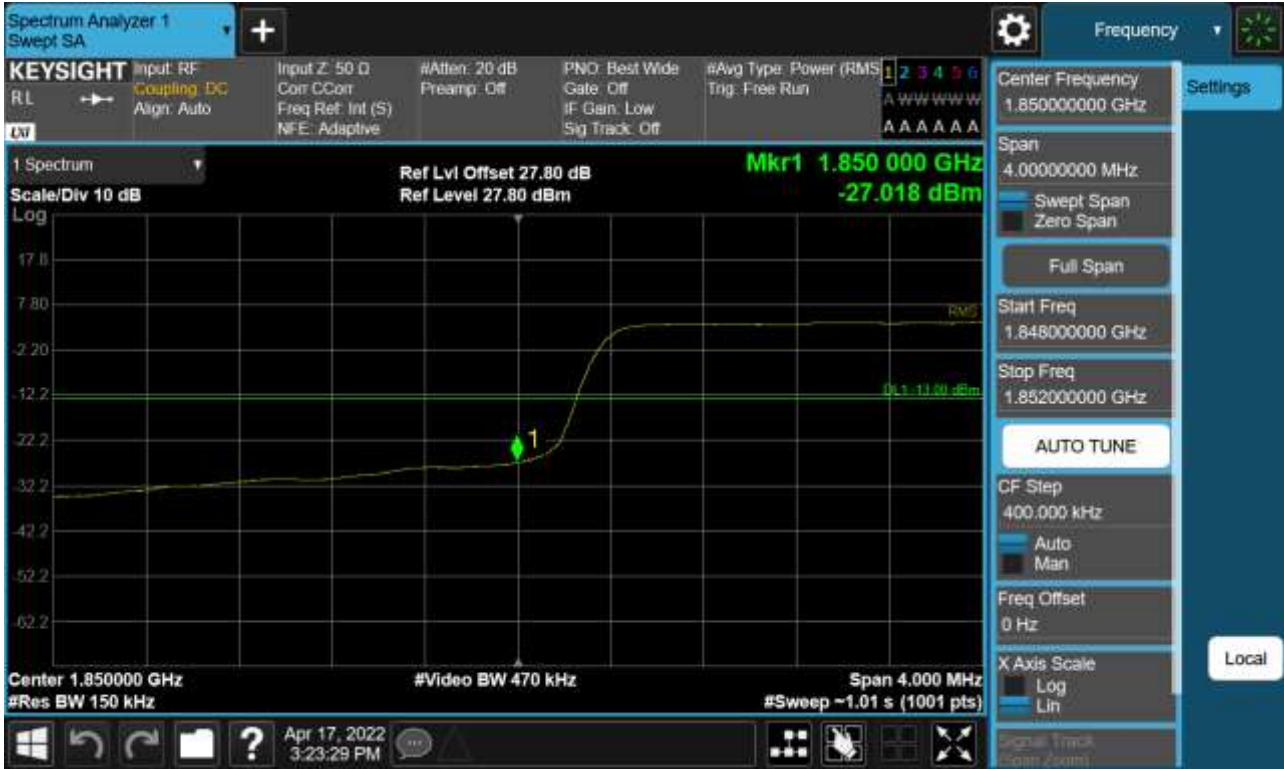 Spectrum Analyzer 1
Swept SA
+
Frequency
KEYSIGHT
RL
LXI
Input: RF
Coupling: DC
Align: Auto
Input Z: 50 Ω
Corr CCorr
Freq Ref: Int (S)
NFE: Adaptive
#Atten: 20 dB
Preamp: Off
PNO: Best Wide
Gate: Off
IF Gain: Low
Sig Track: Off
#Avg Type: Power (RMS
Trig: Free Run
1 2 3 4 5 6
A W W W W W
A A A A A A
1 Spectrum
Scale/Div 10 dB
Log
Ref Lvl Offset 27.80 dB
Ref Level 27.80 dBm
Mkr1 1.850 000 GHz
-27.018 dBm
17.8
7.80
-2.20
-12.2
-22.2
-32.2
-42.2
-52.2
-62.2
RMS
DL1 -13.00 dBm
1
Center 1.850000 GHz
#Res BW 150 kHz
#Video BW 470 kHz
Span 4.000 MHz
#Sweep ~1.01 s (1001 pts)
Center Frequency
1.850000000 GHz
Span
4.00000000 MHz
Swept Span
Zero Span
Full Span
Start Freq
1.848000000 GHz
Stop Freq
1.852000000 GHz
AUTO TUNE
CF Step
400.000 kHz
Auto
Man
Freq Offset
0 Hz
X Axis Scale
Log
Lin
Signal Track
(Span Zoom)
Settings
Local
?
Apr 17, 2022
3:23:29 PM